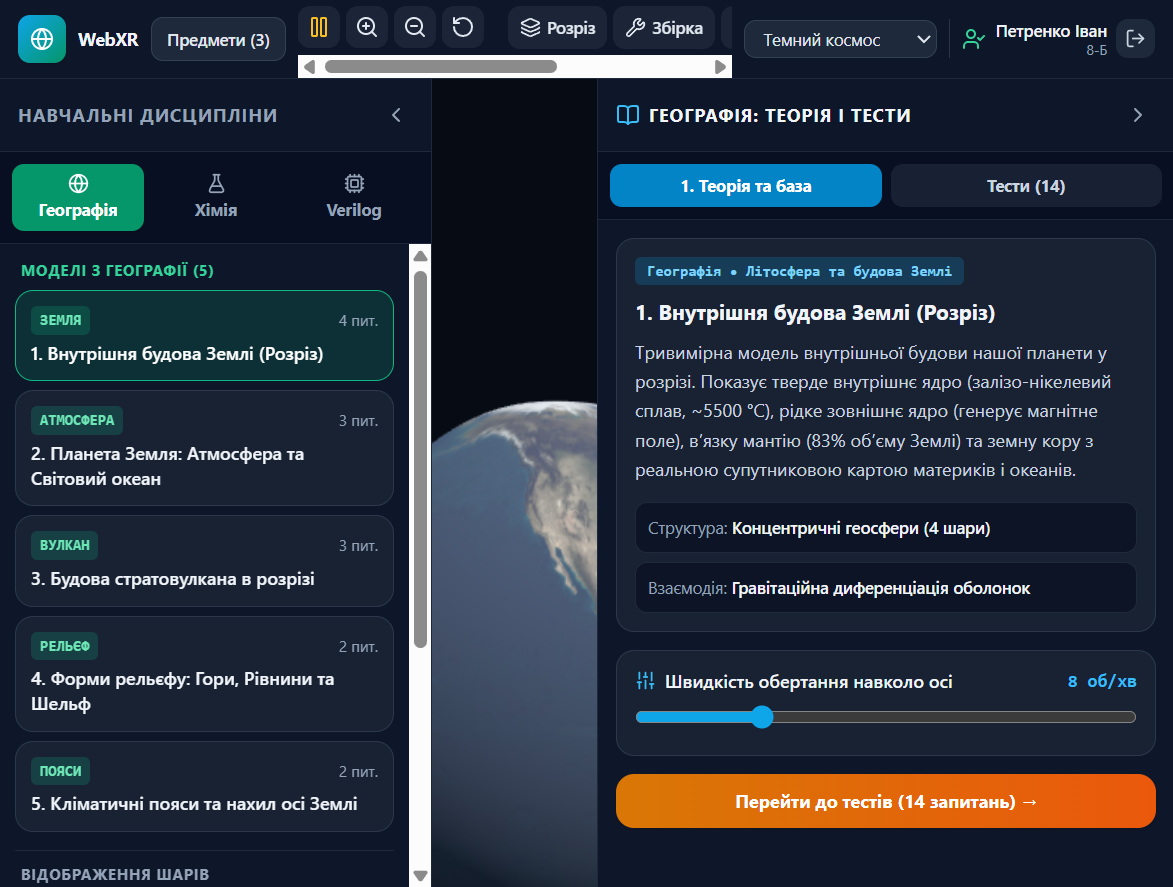 WebXR
Предмети (3)
Розріз
Збірка
Темний космос
Петренко Іван
8-Б
НАВЧАЛЬНІ ДИСЦИПЛІНИ
Географія
Хімія
Verilog
МОДЕЛІ З ГЕОГРАФІЇ (5)
ЗЕМЛЯ
4 пит.
1. Внутрішня будова Землі (Розріз)
АТМОСФЕРА
3 пит.
2. Планета Земля: Атмосфера та
Світовий океан
ВУЛКАН
3 пит.
3. Будова стратовулкана в розрізі
РЕЛЬЄФ
2 пит.
4. Форми рельєфу: Гори, Рівнини та
Шельф
ПОЯСИ
2 пит.
5. Кліматичні пояси та нахил осі Землі
ВІДОБРАЖЕННЯ ШАРІВ
ГЕОГРАФІЯ: ТЕОРІЯ І ТЕСТИ
1. Теорія та база
Тести (14)
Географія • Літосфера та будова Землі
1. Внутрішня будова Землі (Розріз)
Тривимірна модель внутрішньої будови нашої планети у
розрізі. Показує тверде внутрішнє ядро (залізо-нікелевий
сплав, ~5500 °C), рідке зовнішнє ядро (генерує магнітне
поле), в’язку мантію (83% об’єму Землі) та земну кору з
реальною супутниковою картою материків і океанів.
Структура: Концентричні геосфери (4 шари)
Взаємодія: Гравітаційна диференціація оболонок
Швидкість обертання навколо осі
8 об/хв
Перейти до тестів (14 запитань) →